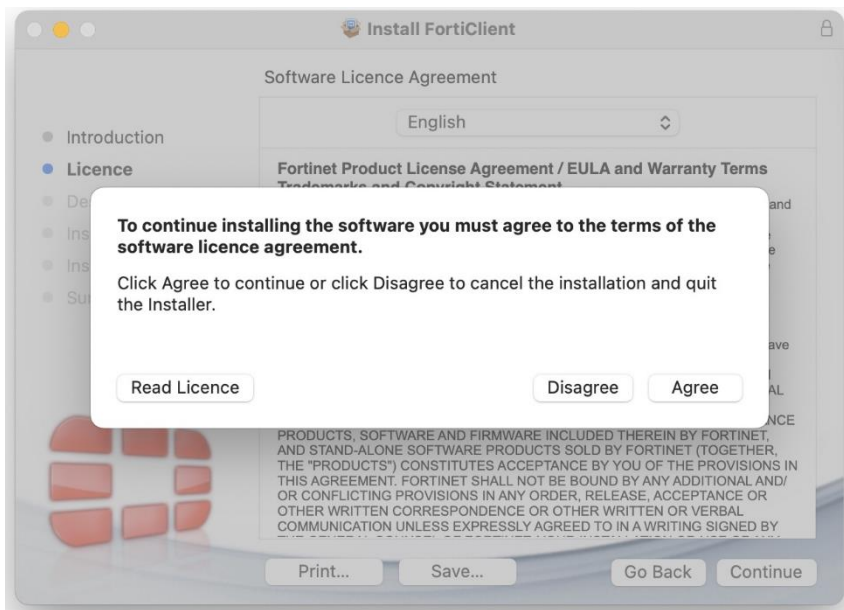 Install FortiClient
Software Licence Agreement
English
Introduction
Licence
Fortinet Product License Agreement / EULA and Warranty Terms
Trademarks and Copyright Statement
and
To continue installing the software you must agree to the terms of the
software licence agreement.
Click Agree to continue or click Disagree to cancel the installation and quit
the Installer.
Read Licence
Disagree
Agree
PRODUCTS, SOFTWARE AND FIRMWARE INCLUDED THEREIN BY FORTINET,
AND STAND-ALONE SOFTWARE PRODUCTS SOLD BY FORTINET (TOGETHER,
THE "PRODUCTS") CONSTITUTES ACCEPTANCE BY YOU OF THE PROVISIONS IN
THIS AGREEMENT. FORTINET SHALL NOT BE BOUND BY ANY ADDITIONAL AND/
OR CONFLICTING PROVISIONS IN ANY ORDER, RELEASE, ACCEPTANCE OR
OTHER WRITTEN CORRESPONDENCE OR OTHER WRITTEN OR VERBAL
COMMUNICATION UNLESS EXPRESSLY AGREED TO IN A WRITING SIGNED BY
Print...
Save...
Go Back
Continue